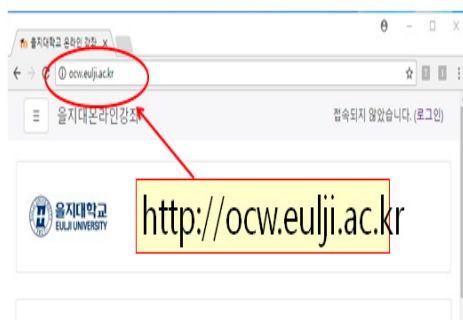 을지대학교 온라인 강좌 x
ocw.eulji.ac.kr
을지대온라인강좌
접속되지 않았습니다. (로그인)
을지대학교
EULJI UNIVERSITY
http://ocw.eulji.ac.kr